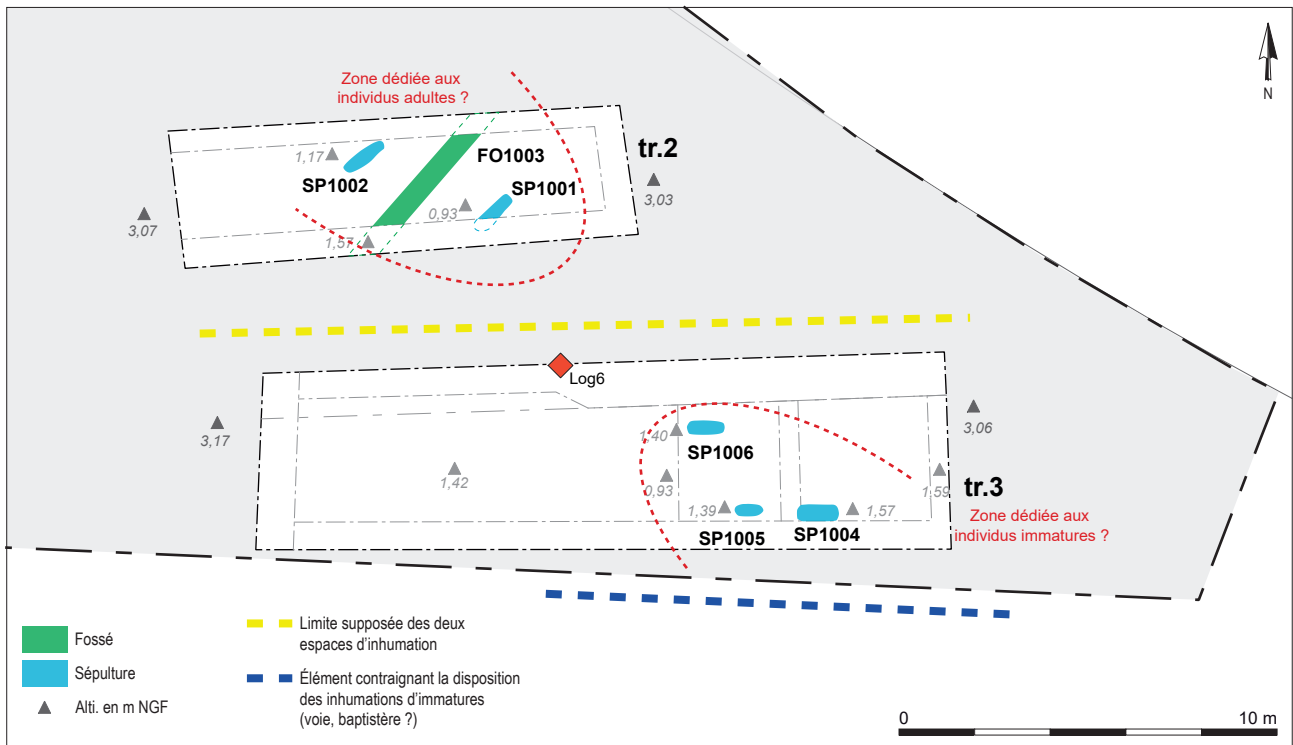 N
Zone dédiée aux
individus adultes ?
1,17
FO1003
tr.2
SP1002
SP1001
0,93
3,03
3,07
1,57
Log6
3,17
3,06
1,40
SP1006
1,42
0,93
1,59
tr.3
1,39
1,57
SP1005
SP1004
Zone dédiée aux
individus immatures ?
Fossé
Sépulture
Alti. en m NGF
Limite supposée des deux
espaces d'inhumation
Élément contraignant la disposition
des inhumations d'immatures
(voie, baptistère ?)
0
10 m